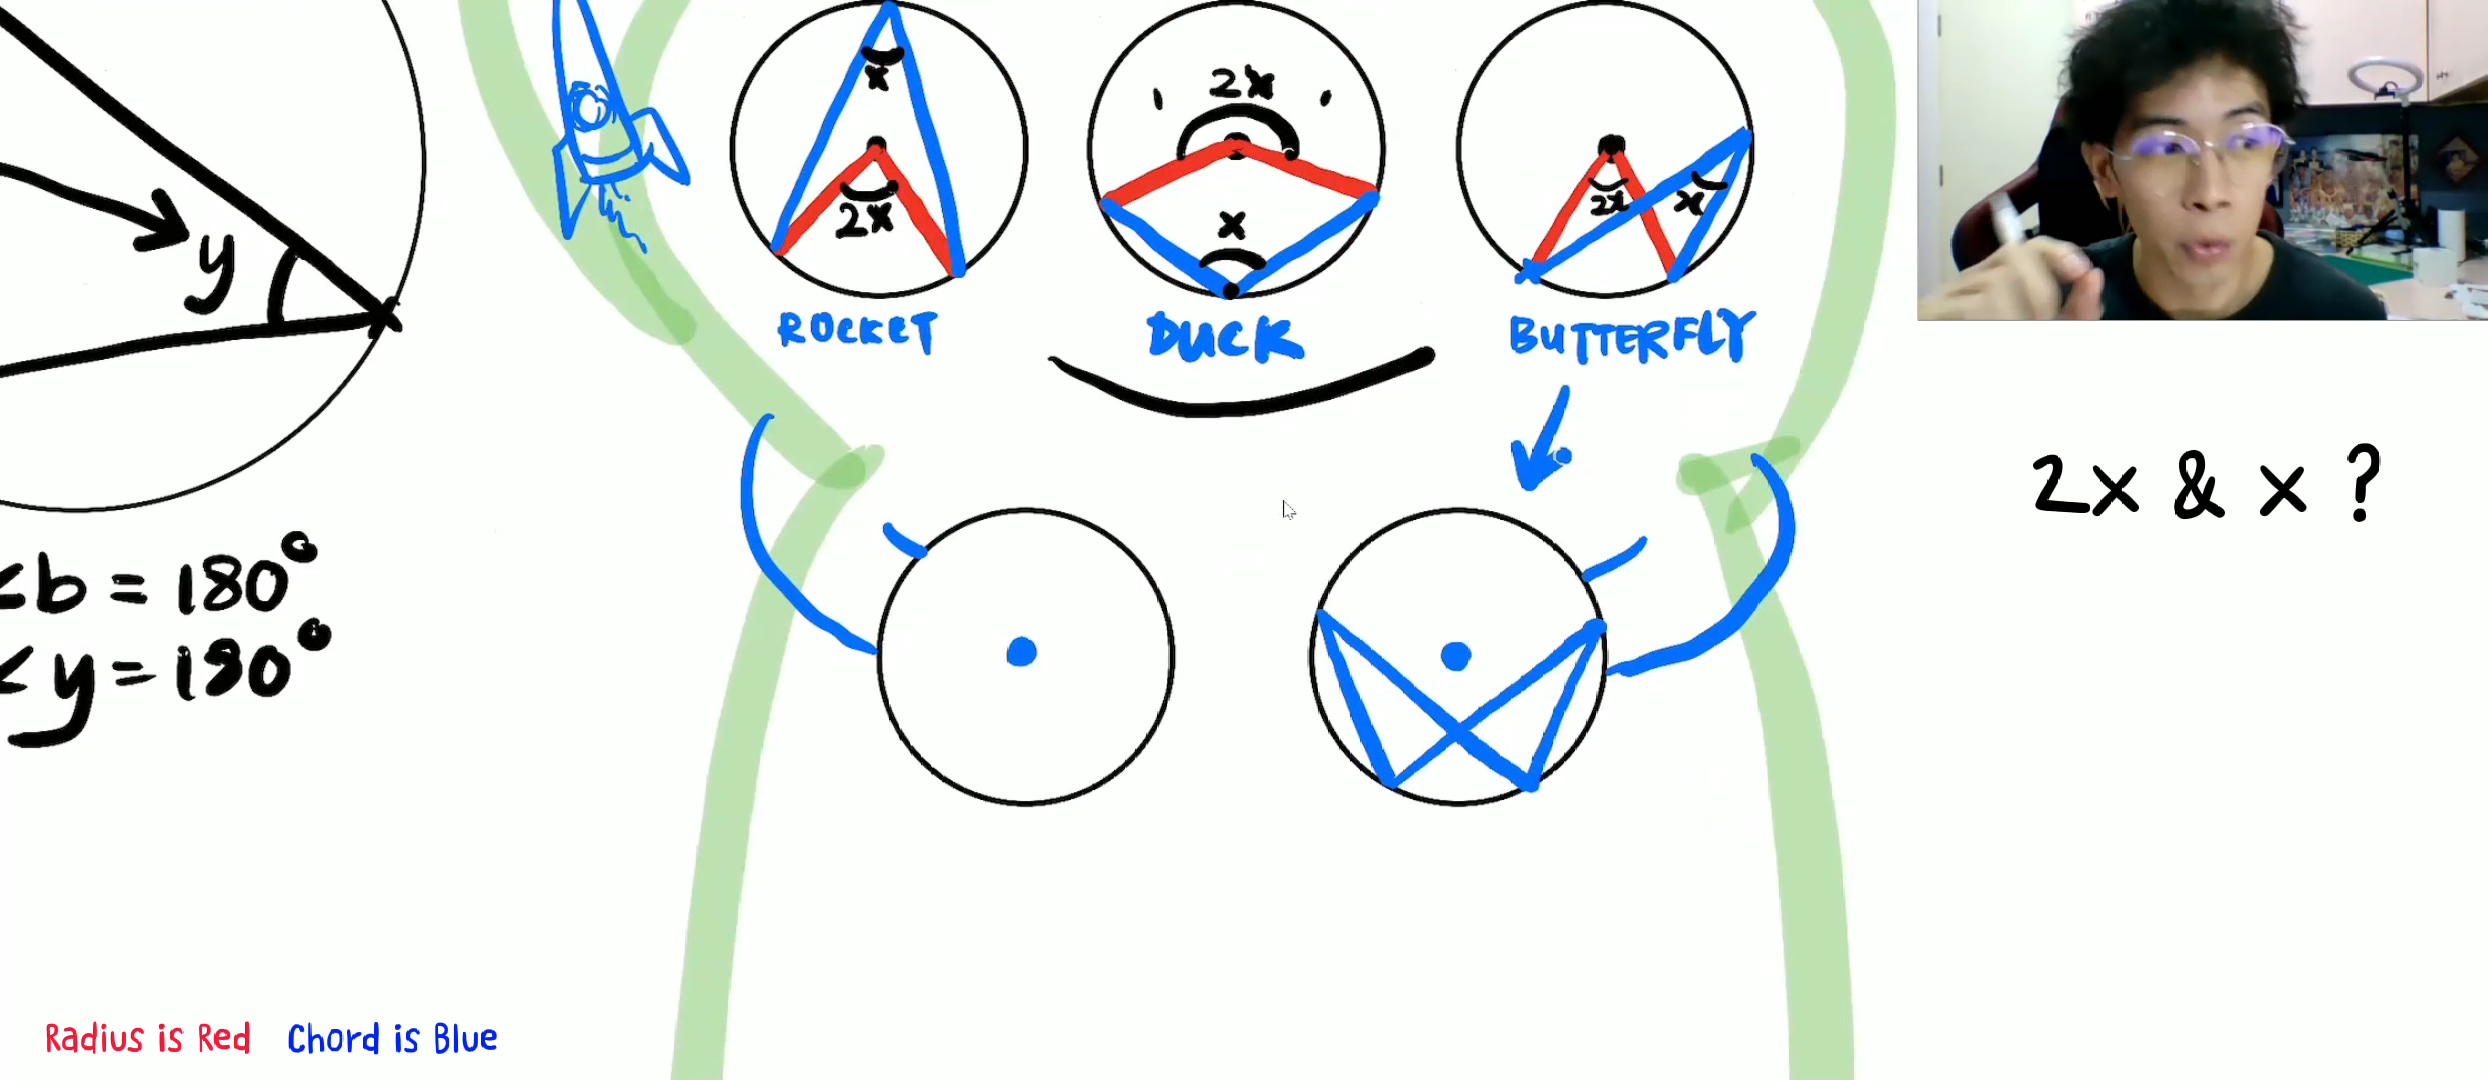 x
2x
2x
x
2x
x
y
ROCKET
DUCK
BUTTERFLY
2x & x ?
<b = 180°
<y = 180°
Radius is Red Chord is Blue